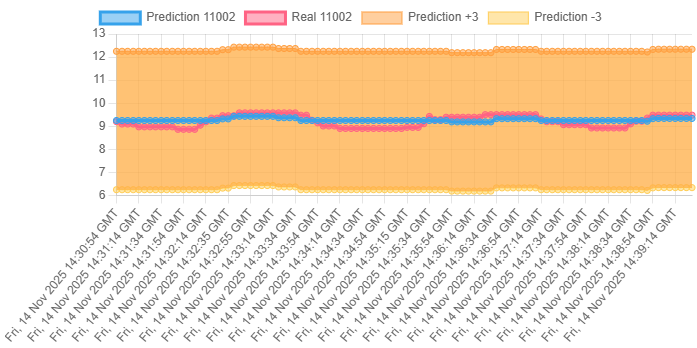 Prediction 11002
Real 11002
Prediction +3
Prediction -3
13
12
11
10
9
8
7
6
Fri, 14 Nov 2025 14:30:54 GMT
Fri, 14 Nov 2025 14:31:14 GMT
Fri, 14 Nov 2025 14:31:34 GMT
Fri, 14 Nov 2025 14:31:54 GMT
Fri, 14 Nov 2025 14:32:14 GMT
Fri, 14 Nov 2025 14:32:35 GMT
Fri, 14 Nov 2025 14:32:55 GMT
Fri, 14 Nov 2025 14:33:14 GMT
Fri, 14 Nov 2025 14:33:34 GMT
Fri, 14 Nov 2025 14:33:54 GMT
Fri, 14 Nov 2025 14:34:14 GMT
Fri, 14 Nov 2025 14:34:34 GMT
Fri, 14 Nov 2025 14:34:54 GMT
Fri, 14 Nov 2025 14:35:15 GMT
Fri, 14 Nov 2025 14:35:34 GMT
Fri, 14 Nov 2025 14:35:54 GMT
Fri, 14 Nov 2025 14:36:14 GMT
Fri, 14 Nov 2025 14:36:34 GMT
Fri, 14 Nov 2025 14:36:54 GMT
Fri, 14 Nov 2025 14:37:14 GMT
Fri, 14 Nov 2025 14:37:34 GMT
Fri, 14 Nov 2025 14:37:54 GMT
Fri, 14 Nov 2025 14:38:14 GMT
Fri, 14 Nov 2025 14:38:34 GMT
Fri, 14 Nov 2025 14:38:54 GMT
Fri, 14 Nov 2025 14:39:14 GMT